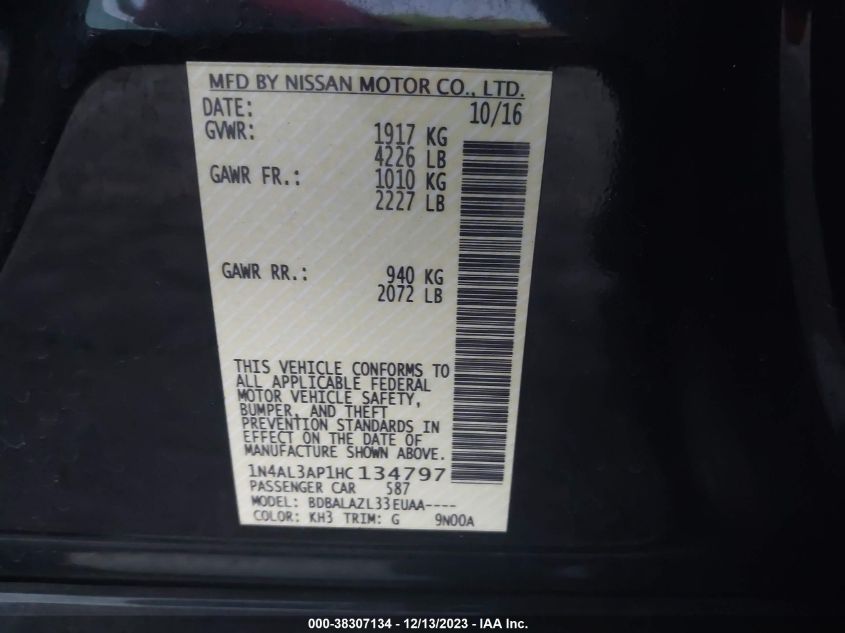 MFD BY NISSAN MOTOR CO., LTD.
DATE: 10/16
GVWR: 1917 KG
4226 LB
GAWR FR.: 1010 KG
2227 LB
GAWR RR.: 940 KG
2072 LB
THIS VEHICLE CONFORMS TO
ALL APPLICABLE FEDERAL
MOTOR VEHICLE SAFETY,
BUMPER, AND THEFT
PREVENTION STANDARDS IN
EFFECT ON THE DATE OF
MANUFACTURE SHOWN ABOVE.
1N4AL3AP1HC134797
PASSENGER CAR 587
MODEL: BDBALAZL33EUAA----
COLOR: KH3 TRIM: G 9N00A
000-38307134 - 12/13/2023 - IAA Inc.